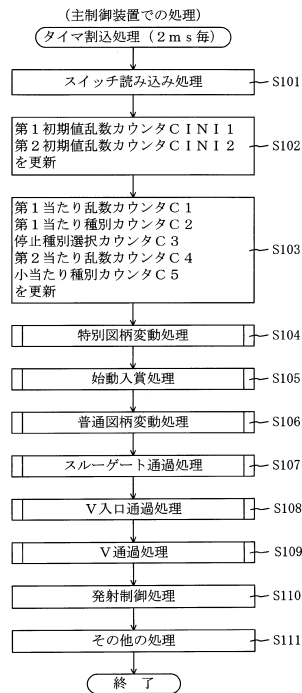 (主制御装置での処理)
タイマ割込処理(2ms毎)
スイッチ読み込み処理 S101
第1初期値乱数カウンタCINI1
第2初期値乱数カウンタCINI2
を更新 S102
第1当たり乱数カウンタC1
第1当たり種別カウンタC2
停止種別選択カウンタC3
第2当たり乱数カウンタC4
小当たり種別カウンタC5
を更新 S103
特別図柄変動処理 S104
始動入賞処理 S105
普通図柄変動処理 S106
スルーゲート通過処理 S107
V入口通過処理 S108
V通過処理 S109
発射制御処理 S110
その他の処理 S111
終 了